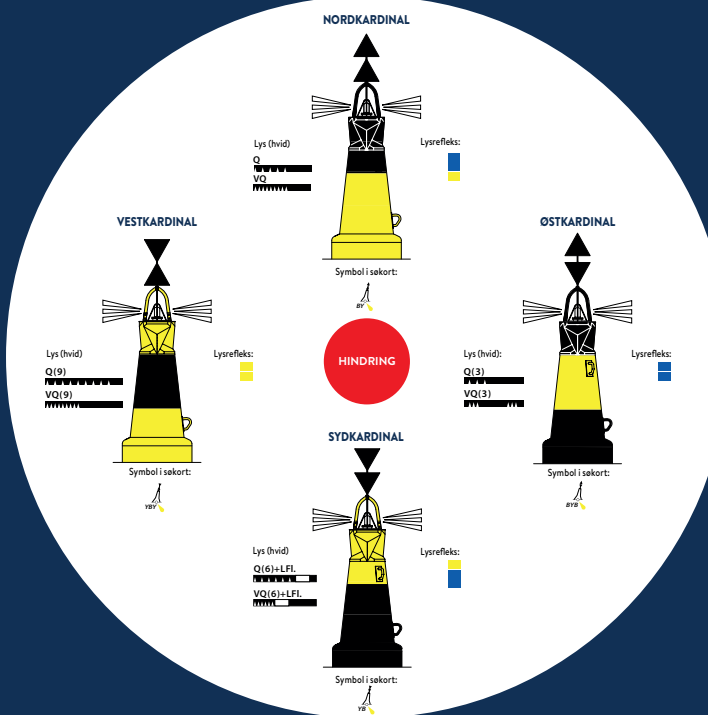 NORDKARDINAL
Lys (hvid)
Q
VQ
Lysrefleks:
Symbol i søkort:
BY
VESTKARDINAL
Lys (hvid)
Q(9)
VQ(9)
Lysrefleks:
Symbol i søkort:
YBY
HINDRING
ØSTKARDINAL
Lys (hvid):
Q(3)
VQ(3)
Lysrefleks:
Symbol i søkort:
BYB
SYDKARDINAL
Lys (hvid)
Q(6)+LFl.
VQ(6)+LFl.
Lysrefleks:
Symbol i søkort:
YB